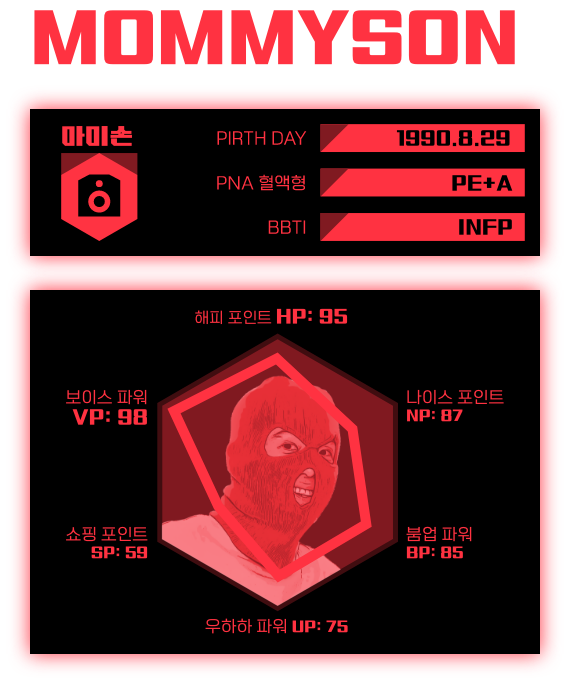 MOMMYSON
마미손
PIRTH DAY 1990.8.29
PNA 혈액형 PE+A
BBTI INFP
해피 포인트 HP: 95
보이스 파워
VP: 98
나이스 포인트
NP: 87
쇼핑 포인트
SP: 59
붐업 파워
BP: 85
우하하 파워 UP: 75